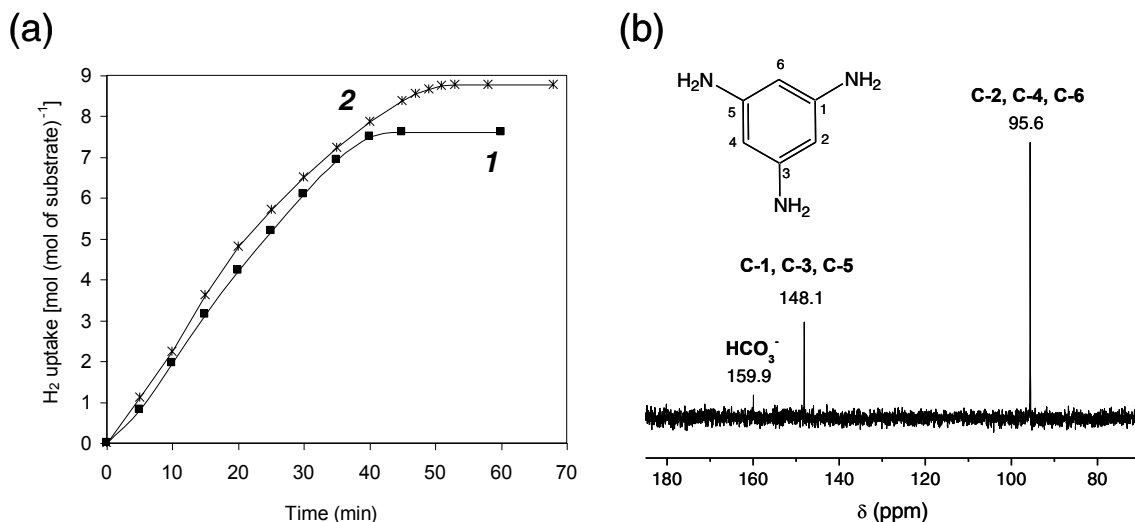 (a)
9
8
7
6
5
4
3
2
1
0
H₂ uptake [mol (mol of substrate)⁻¹]
2
1
0 10 20 30 40 50 60 70
Time (min)
(b)
6
H₂N NH₂
5 1
4 2
3
NH₂
C-2, C-4, C-6
95.6
C-1, C-3, C-5
148.1
HCO₃⁻
159.9
180 160 140 120 100 80
δ (ppm)